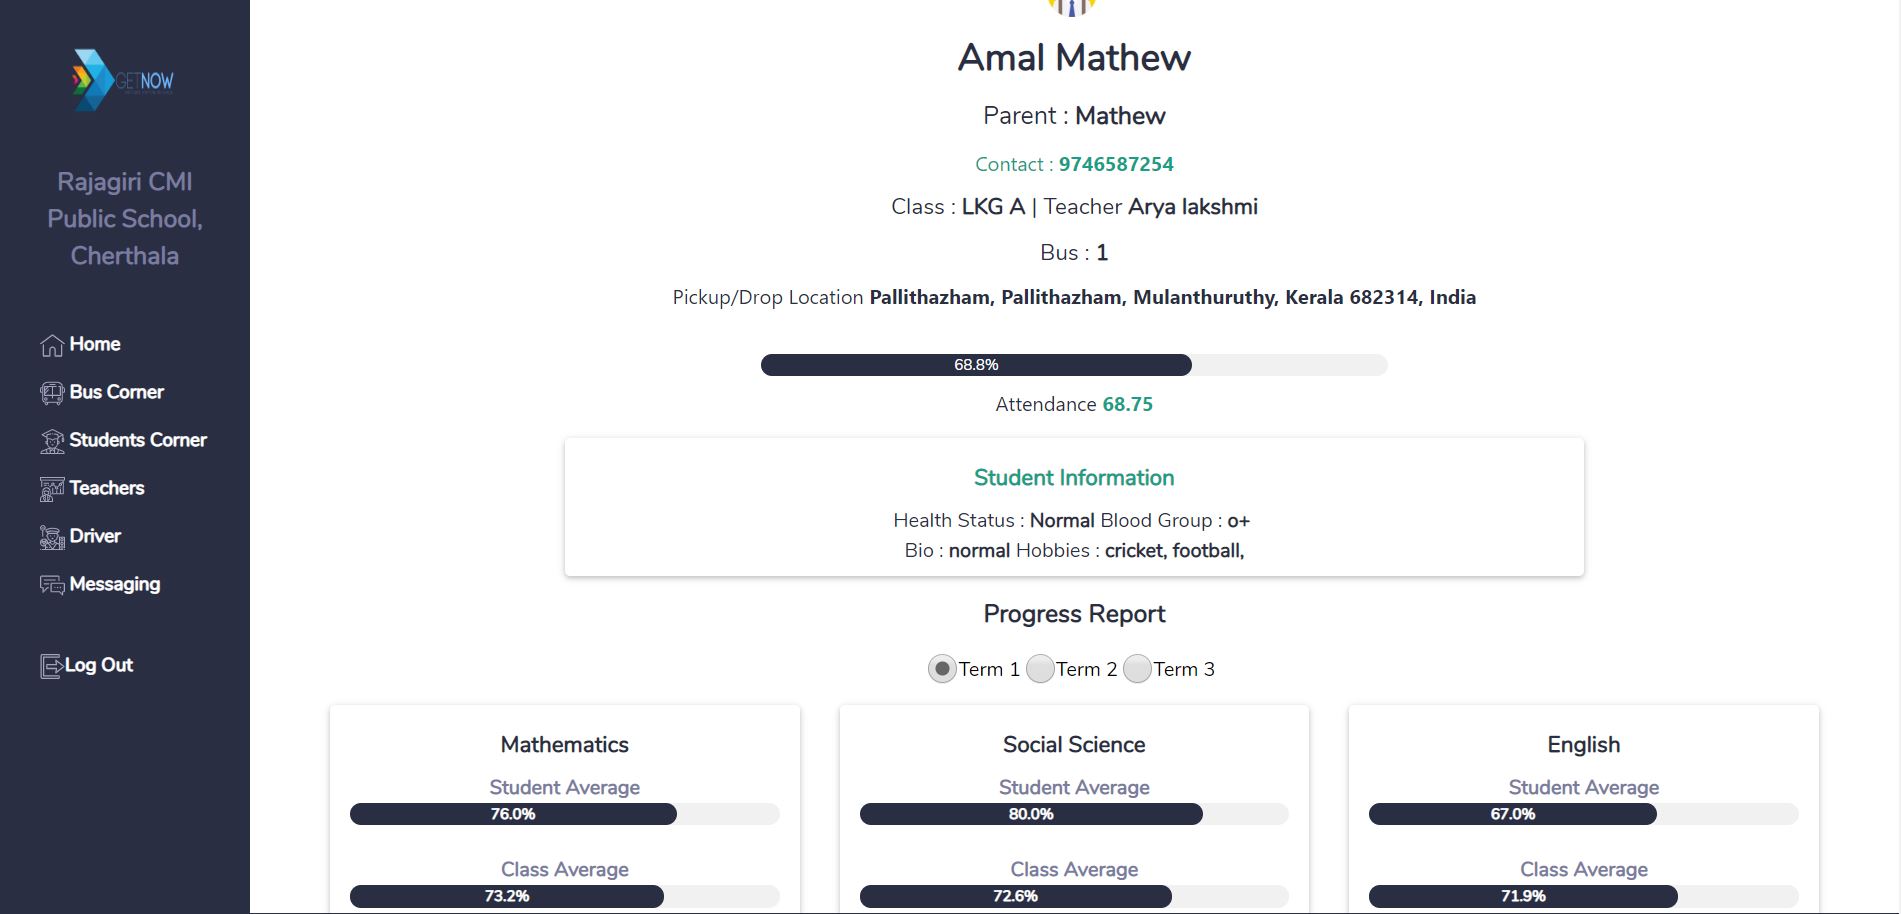 GETNOW
Rajagiri CMI
Public School,
Cherthala
Home
Bus Corner
Students Corner
Teachers
Driver
Messaging
Log Out
Amal Mathew
Parent : Mathew
Contact : 9746587254
Class : LKG A | Teacher Arya lakshmi
Bus : 1
Pickup/Drop Location Pallithazham, Pallithazham, Mulanthuruthy, Kerala 682314, India
68.8%
Attendance 68.75
Student Information
Health Status : Normal Blood Group : o+
Bio : normal Hobbies : cricket, football,
Progress Report
Term 1 Term 2 Term 3
Mathematics
Student Average
76.0%
Class Average
73.2%
Social Science
Student Average
80.0%
Class Average
72.6%
English
Student Average
67.0%
Class Average
71.9%